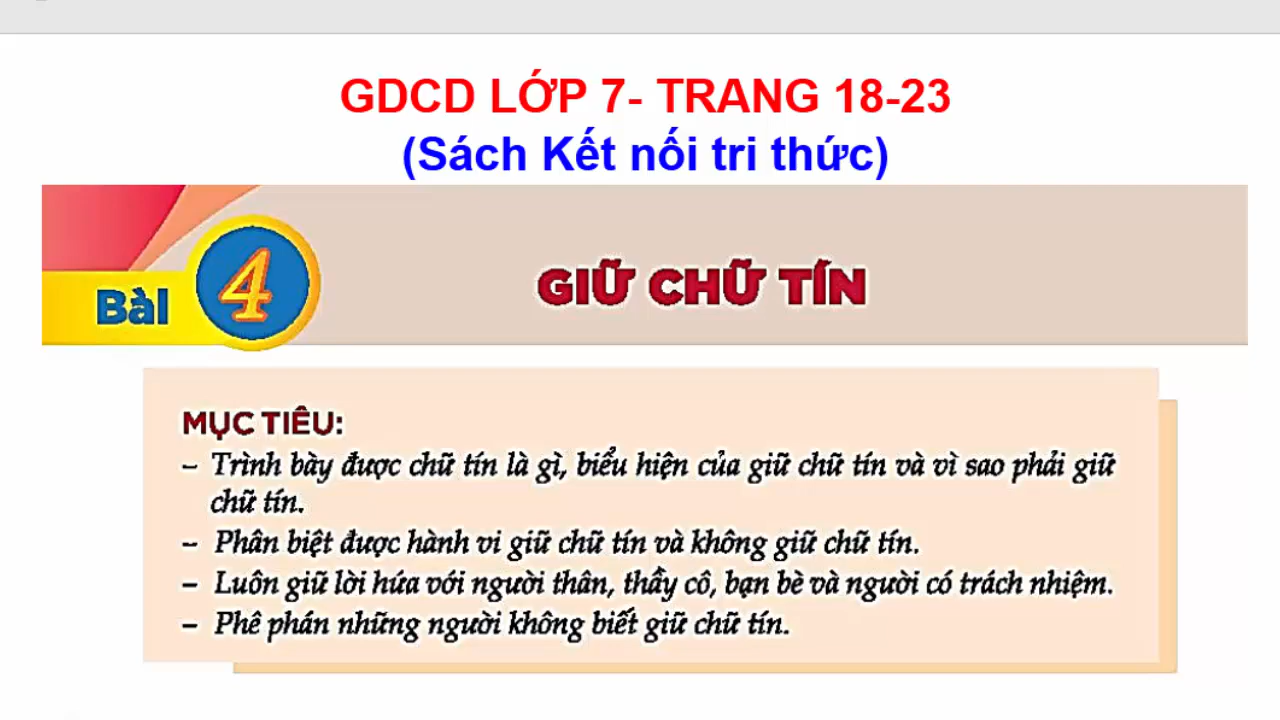 GDCD LỚP 7- TRANG 18-23
(Sách Kết nối tri thức)
Bài 4
GIỮ CHỮ TÍN
MỤC TIÊU:
– Trình bày được chữ tín là gì, biểu hiện của giữ chữ tín và vì sao phải giữ
chữ tín.
– Phân biệt được hành vi giữ chữ tín và không giữ chữ tín.
– Luôn giữ lời hứa với người thân, thầy cô, bạn bè và người có trách nhiệm.
– Phê phán những người không biết giữ chữ tín.